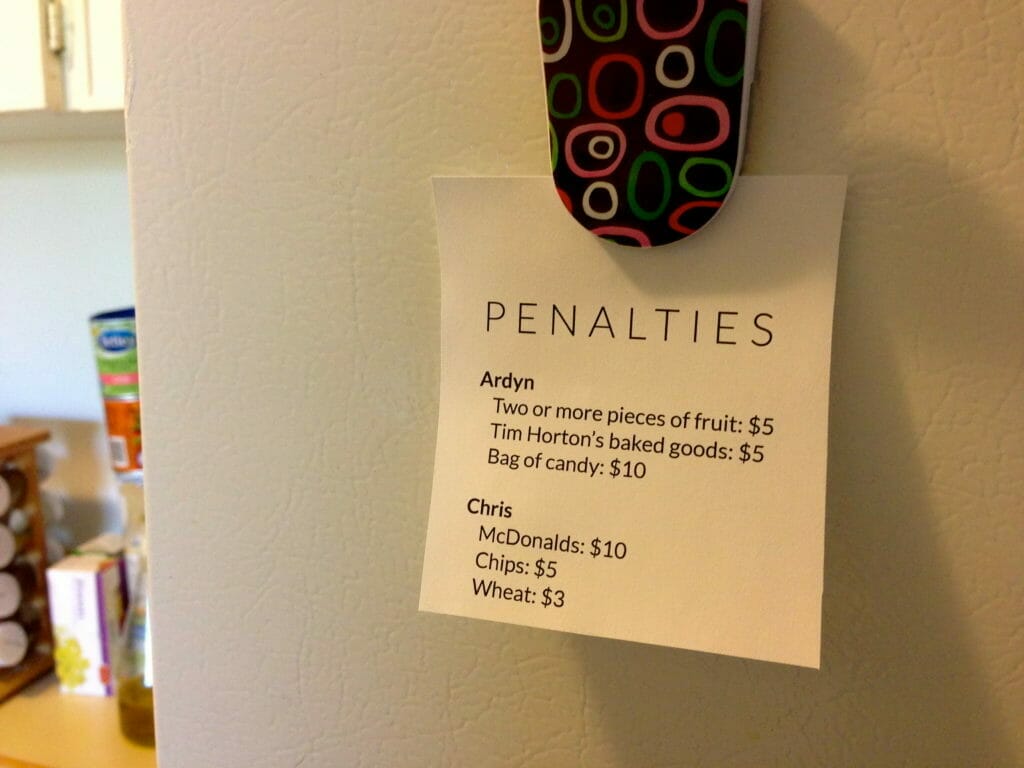 PENALTIES
Ardyn
Two or more pieces of fruit: $5
Tim Horton's baked goods: $5
Bag of candy: $10
Chris
McDonalds: $10
Chips: $5
Wheat: $3